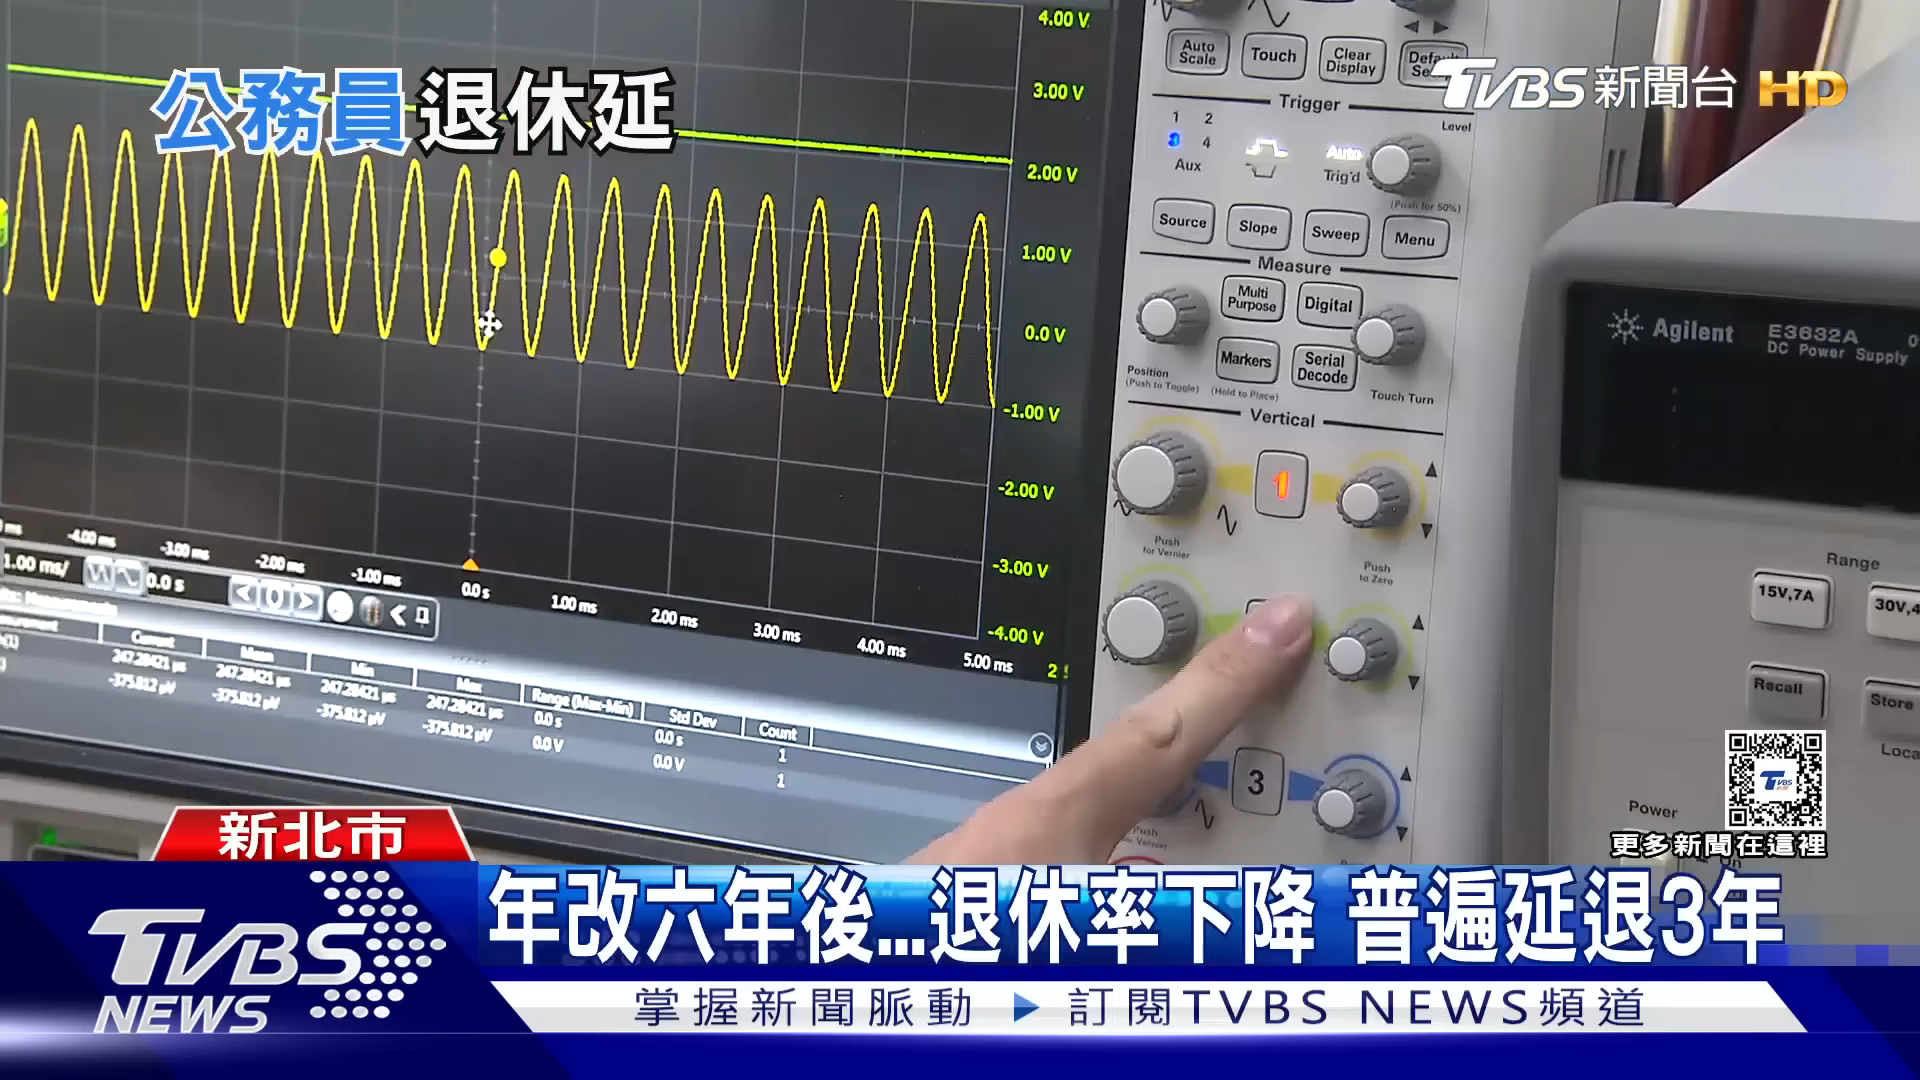 公務員退休延
TVBS新聞台 HD
4.00 V
3.00 V
2.00 V
1.00 V
0.0 V
-1.00 V
-2.00 V
-3.00 V
-4.00 V
-4.00 ms
-3.00 ms
-2.00 ms
-1.00 ms
0.0 s
1.00 ms
2.00 ms
3.00 ms
4.00 ms
5.00 ms
1.00 ms/
0.0 s
Current Mean Min Max Range (Max-Min) Std Dev Count
247.28421 µs 247.28421 µs 247.28421 µs 247.28421 µs 0.0 s 0.0 s 1
-375.812 µV -375.812 µV -375.812 µV -375.812 µV 0.0 V 0.0 V 1
Auto Scale
Touch
Clear Display
Trigger
Level
1 2
3 4
Aux
Auto
Trig'd
(Push for 50%)
Source
Slope
Sweep
Menu
Measure
Multi Purpose
Digital
Markers
Serial Decode
Position
(Push to Toggle)
(Hold to Place)
Touch Turn
Vertical
1
Push for Vernier
Push to Zero
3
Agilent E3632A
DC Power Supply
Range
15V,7A
Recall
Store
Power
On
更多新聞在這裡
新北市
年改六年後...退休率下降 普遍延退3年
TVBS NEWS
掌握新聞脈動 ▶ 訂閱TVBS NEWS頻道